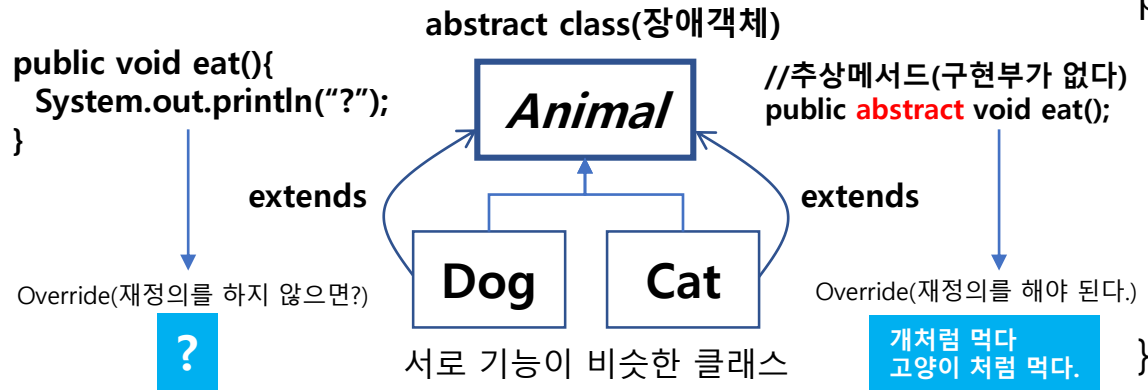 abstract class(장애객체)
public void eat(){
System.out.println(“?”);
}
Animal
//추상메서드(구현부가 없다)
public abstract void eat();
extends
extends
Dog
Cat
Override(재정의를 하지 않으면?)
?
서로 기능이 비슷한 클래스
Override(재정의를 해야 된다.)
개처럼 먹다
고양이 처럼 먹다.
}